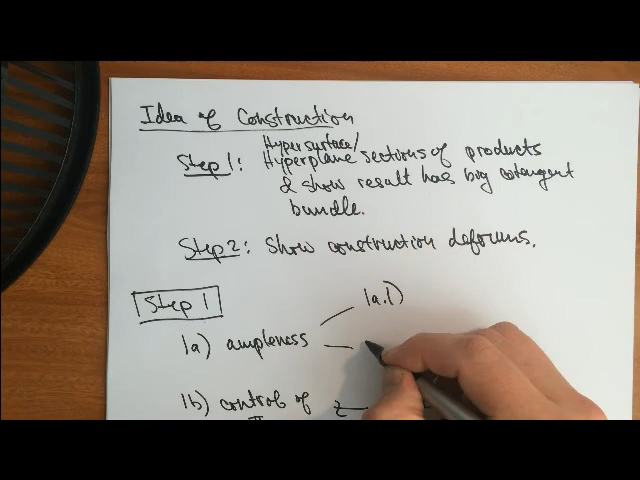 Idea of Construction
Hypersurface/
Step 1: Hyperplane sections of products
& show result has big cotangent
bundle.
Step 2: Show construction deforms.
Step 1
1a) ampleness
1a.1)
1b) control of